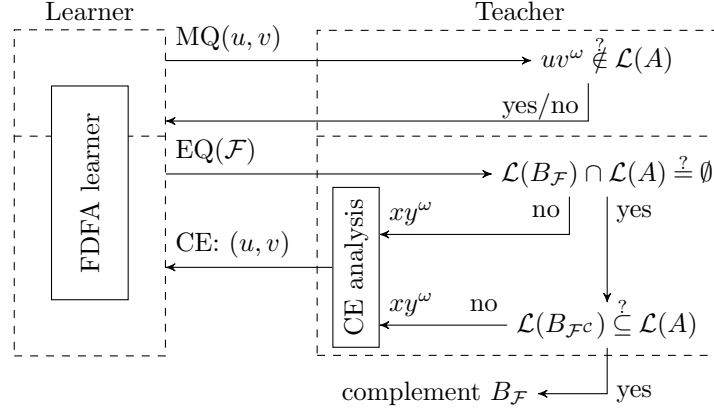 Learner
Teacher
MQ(u, v)
uv^ω ∉? ℒ(A)
yes/no
FDFA learner
EQ(ℱ)
ℒ(B_ℱ) ∩ ℒ(A) =? ∅
no
yes
xy^ω
CE analysis
CE: (u, v)
xy^ω
no
ℒ(B_ℱ^C) ⊆? ℒ(A)
complement B_ℱ
yes